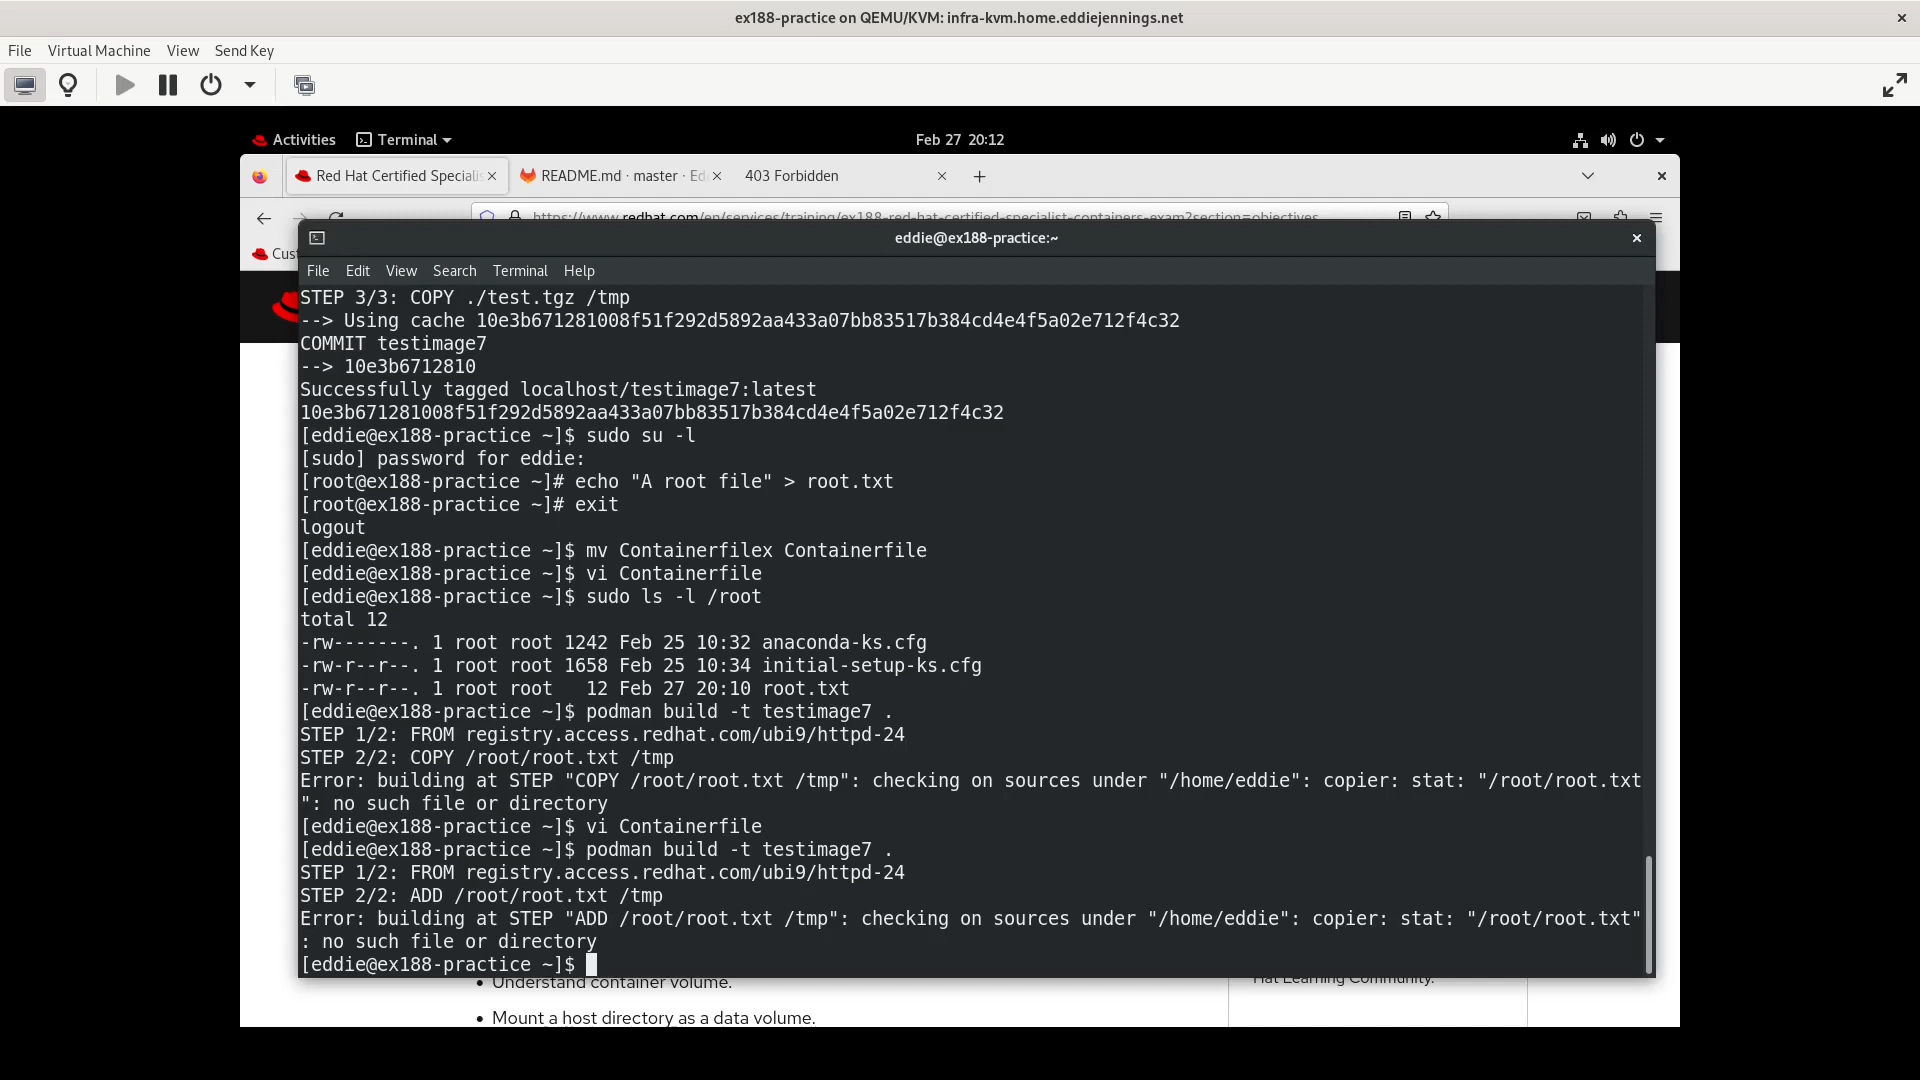 ex188-practice on QEMU/KVM: infra-kvm.home.eddiejennings.net
File Virtual Machine View Send Key
Activities Terminal Feb 27 20:12
Red Hat Certified Specialis README.md · master · Ed 403 Forbidden
https://www.redhat.com/en/services/training/ex188-red-hat-certified-specialist-containers-exam?section=objectives
eddie@ex188-practice:~
Cus
File Edit View Search Terminal Help
STEP 3/3: COPY ./test.tgz /tmp
--> Using cache 10e3b671281008f51f292d5892aa433a07bb83517b384cd4e4f5a02e712f4c32
COMMIT testimage7
--> 10e3b6712810
Successfully tagged localhost/testimage7:latest
10e3b671281008f51f292d5892aa433a07bb83517b384cd4e4f5a02e712f4c32
[eddie@ex188-practice ~]$ sudo su -l
[sudo] password for eddie:
[root@ex188-practice ~]# echo "A root file" > root.txt
[root@ex188-practice ~]# exit
logout
[eddie@ex188-practice ~]$ mv Containerfilex Containerfile
[eddie@ex188-practice ~]$ vi Containerfile
[eddie@ex188-practice ~]$ sudo ls -l /root
total 12
-rw-------. 1 root root 1242 Feb 25 10:32 anaconda-ks.cfg
-rw-r--r--. 1 root root 1658 Feb 25 10:34 initial-setup-ks.cfg
-rw-r--r--. 1 root root   12 Feb 27 20:10 root.txt
[eddie@ex188-practice ~]$ podman build -t testimage7 .
STEP 1/2: FROM registry.access.redhat.com/ubi9/httpd-24
STEP 2/2: COPY /root/root.txt /tmp
Error: building at STEP "COPY /root/root.txt /tmp": checking on sources under "/home/eddie": copier: stat: "/root/root.txt
": no such file or directory
[eddie@ex188-practice ~]$ vi Containerfile
[eddie@ex188-practice ~]$ podman build -t testimage7 .
STEP 1/2: FROM registry.access.redhat.com/ubi9/httpd-24
STEP 2/2: ADD /root/root.txt /tmp
Error: building at STEP "ADD /root/root.txt /tmp": checking on sources under "/home/eddie": copier: stat: "/root/root.txt"
: no such file or directory
[eddie@ex188-practice ~]$
Understand container volume.
Hat Learning Community.
Mount a host directory as a data volume.